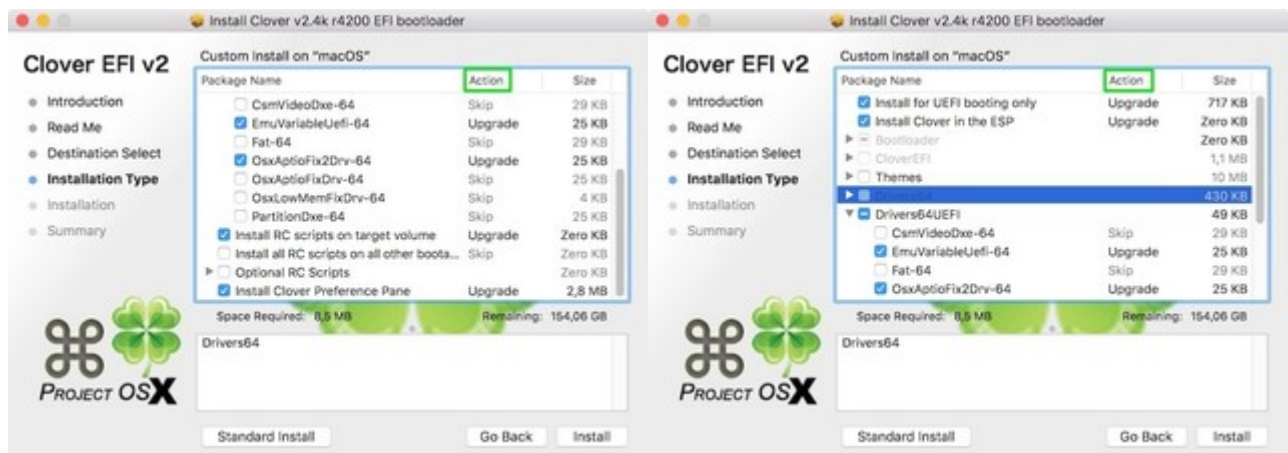 Install Clover v2.4k r4200 EFI bootloader
Clover EFI v2
Introduction
Read Me
Destination Select
Installation Type
Installation
Summary
Custom Install on "macOS"
Package Name Action Size
CsmVideoDxe-64 Skip 29 KB
EmuVariableUefi-64 Upgrade 25 KB
Fat-64 Skip 29 KB
OsxAptioFix2Drv-64 Upgrade 25 KB
OsxAptioFixDrv-64 Skip 25 KB
OsxLowMemFixDrv-64 Skip 4 KB
PartitionDxe-64 Skip 25 KB
Install RC scripts on target volume Upgrade Zero KB
Install all RC scripts on all other boota... Skip Zero KB
Optional RC Scripts Zero KB
Install Clover Preference Pane Upgrade 2,8 MB
Space Required: 8,5 MB Remaining: 154,06 GB
Drivers64
PROJECT OSX
Standard Install Go Back Install
Install Clover v2.4k r4200 EFI bootloader
Clover EFI v2
Introduction
Read Me
Destination Select
Installation Type
Installation
Summary
Custom Install on "macOS"
Package Name Action Size
Install for UEFI booting only Upgrade 717 KB
Install Clover in the ESP Upgrade Zero KB
Bootloader Zero KB
CloverEFI 1,1 MB
Themes 10 MB
Drivers64 430 KB
Drivers64UEFI 49 KB
CsmVideoDxe-64 Skip 29 KB
EmuVariableUefi-64 Upgrade 25 KB
Fat-64 Skip 29 KB
OsxAptioFix2Drv-64 Upgrade 25 KB
Space Required: 8,5 MB Remaining: 154,06 GB
Drivers64
PROJECT OSX
Standard Install Go Back Install